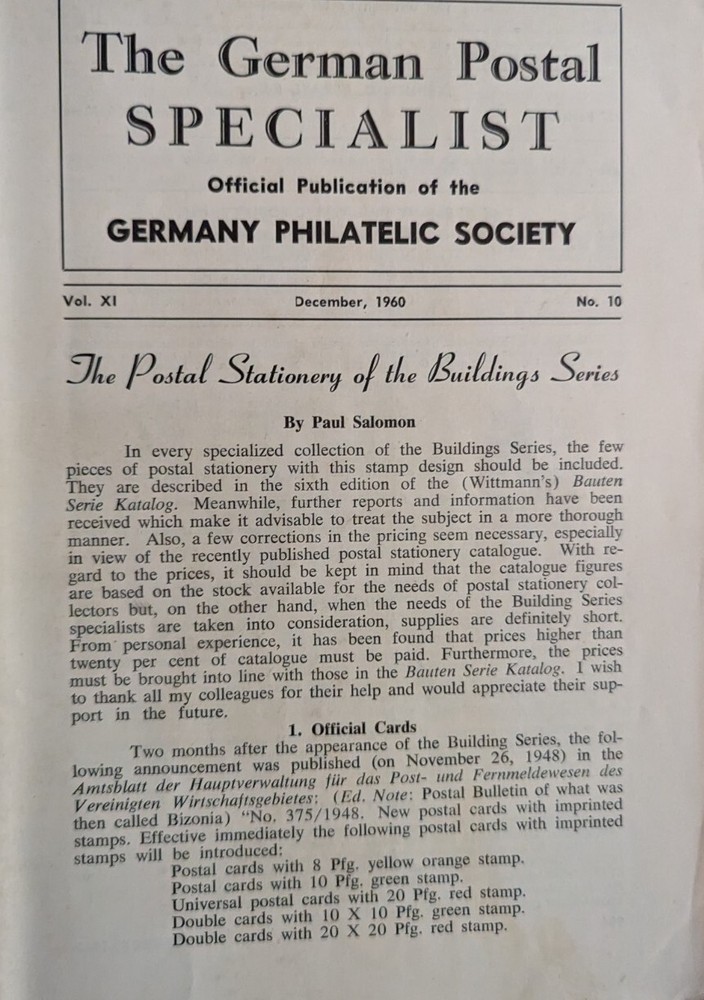 The German Postal
SPECIALIST
Official Publication of the
GERMANY PHILATELIC SOCIETY
Vol. XI December, 1960 No. 10
The Postal Stationery of the Buildings Series
By Paul Salomon
In every specialized collection of the Buildings Series, the few
pieces of postal stationery with this stamp design should be included.
They are described in the sixth edition of the (Wittmann's) Bauten
Serie Katalog. Meanwhile, further reports and information have been
received which make it advisable to treat the subject in a more thorough
manner. Also, a few corrections in the pricing seem necessary, especially
in view of the recently published postal stationery catalogue. With re-
gard to the prices, it should be kept in mind that the catalogue figures
are based on the stock available for the needs of postal stationery col-
lectors but, on the other hand, when the needs of the Building Series
specialists are taken into consideration, supplies are definitely short.
From personal experience, it has been found that prices higher than
twenty per cent of catalogue must be paid. Furthermore, the prices
must be brought into line with those in the Bauten Serie Katalog. I wish
to thank all my colleagues for their help and would appreciate their sup-
port in the future.
1. Official Cards
Two months after the appearance of the Building Series, the fol-
lowing announcement was published (on November 26, 1948) in the
Amtsblatt der Hauptverwaltung für das Post- und Fernmeldewesen des
Vereinigten Wirtschaftsgebietes: (Ed. Note: Postal Bulletin of what was
then called Bizonia) "No. 375/1948. New postal cards with imprinted
stamps. Effective immediately the following postal cards with imprinted
stamps will be introduced:
Postal cards with 8 Pfg. yellow orange stamp.
Postal cards with 10 Pfg. green stamp.
Universal postal cards with 20 Pfg. red stamp.
Double cards with 10 X 10 Pfg. green stamp.
Double cards with 20 X 20 Pfg. red stamp.